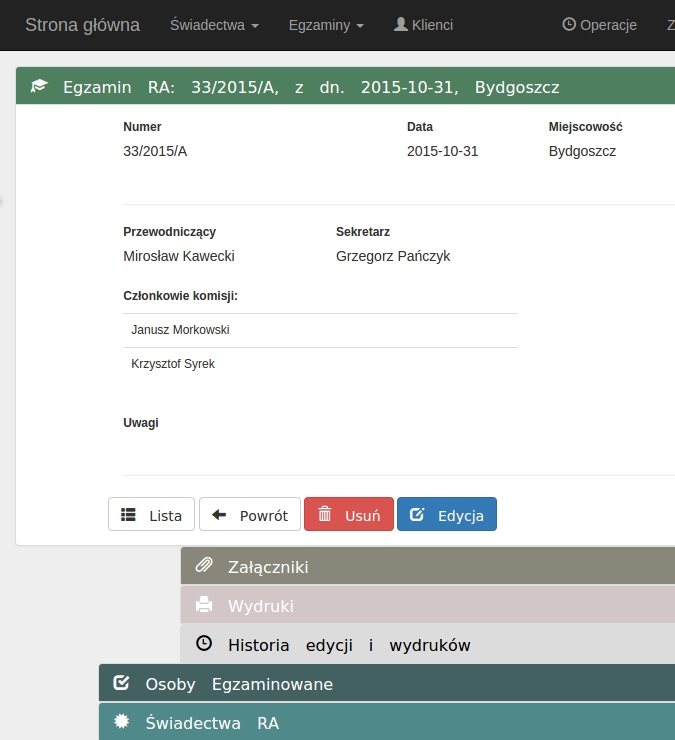 Strona główna Świadectwa Egzaminy Klienci Operacje Z
Egzamin RA: 33/2015/A, z dn. 2015-10-31, Bydgoszcz
Numer Data Miejscowość
33/2015/A 2015-10-31 Bydgoszcz
Przewodniczący Sekretarz
Mirosław Kawecki Grzegorz Pańczyk
Członkowie komisji:
Janusz Morkowski
Krzysztof Syrek
Uwagi
Lista Powrót Usuń Edycja
Załączniki
Wydruki
Historia edycji i wydruków
Osoby Egzaminowane
Świadectwa RA